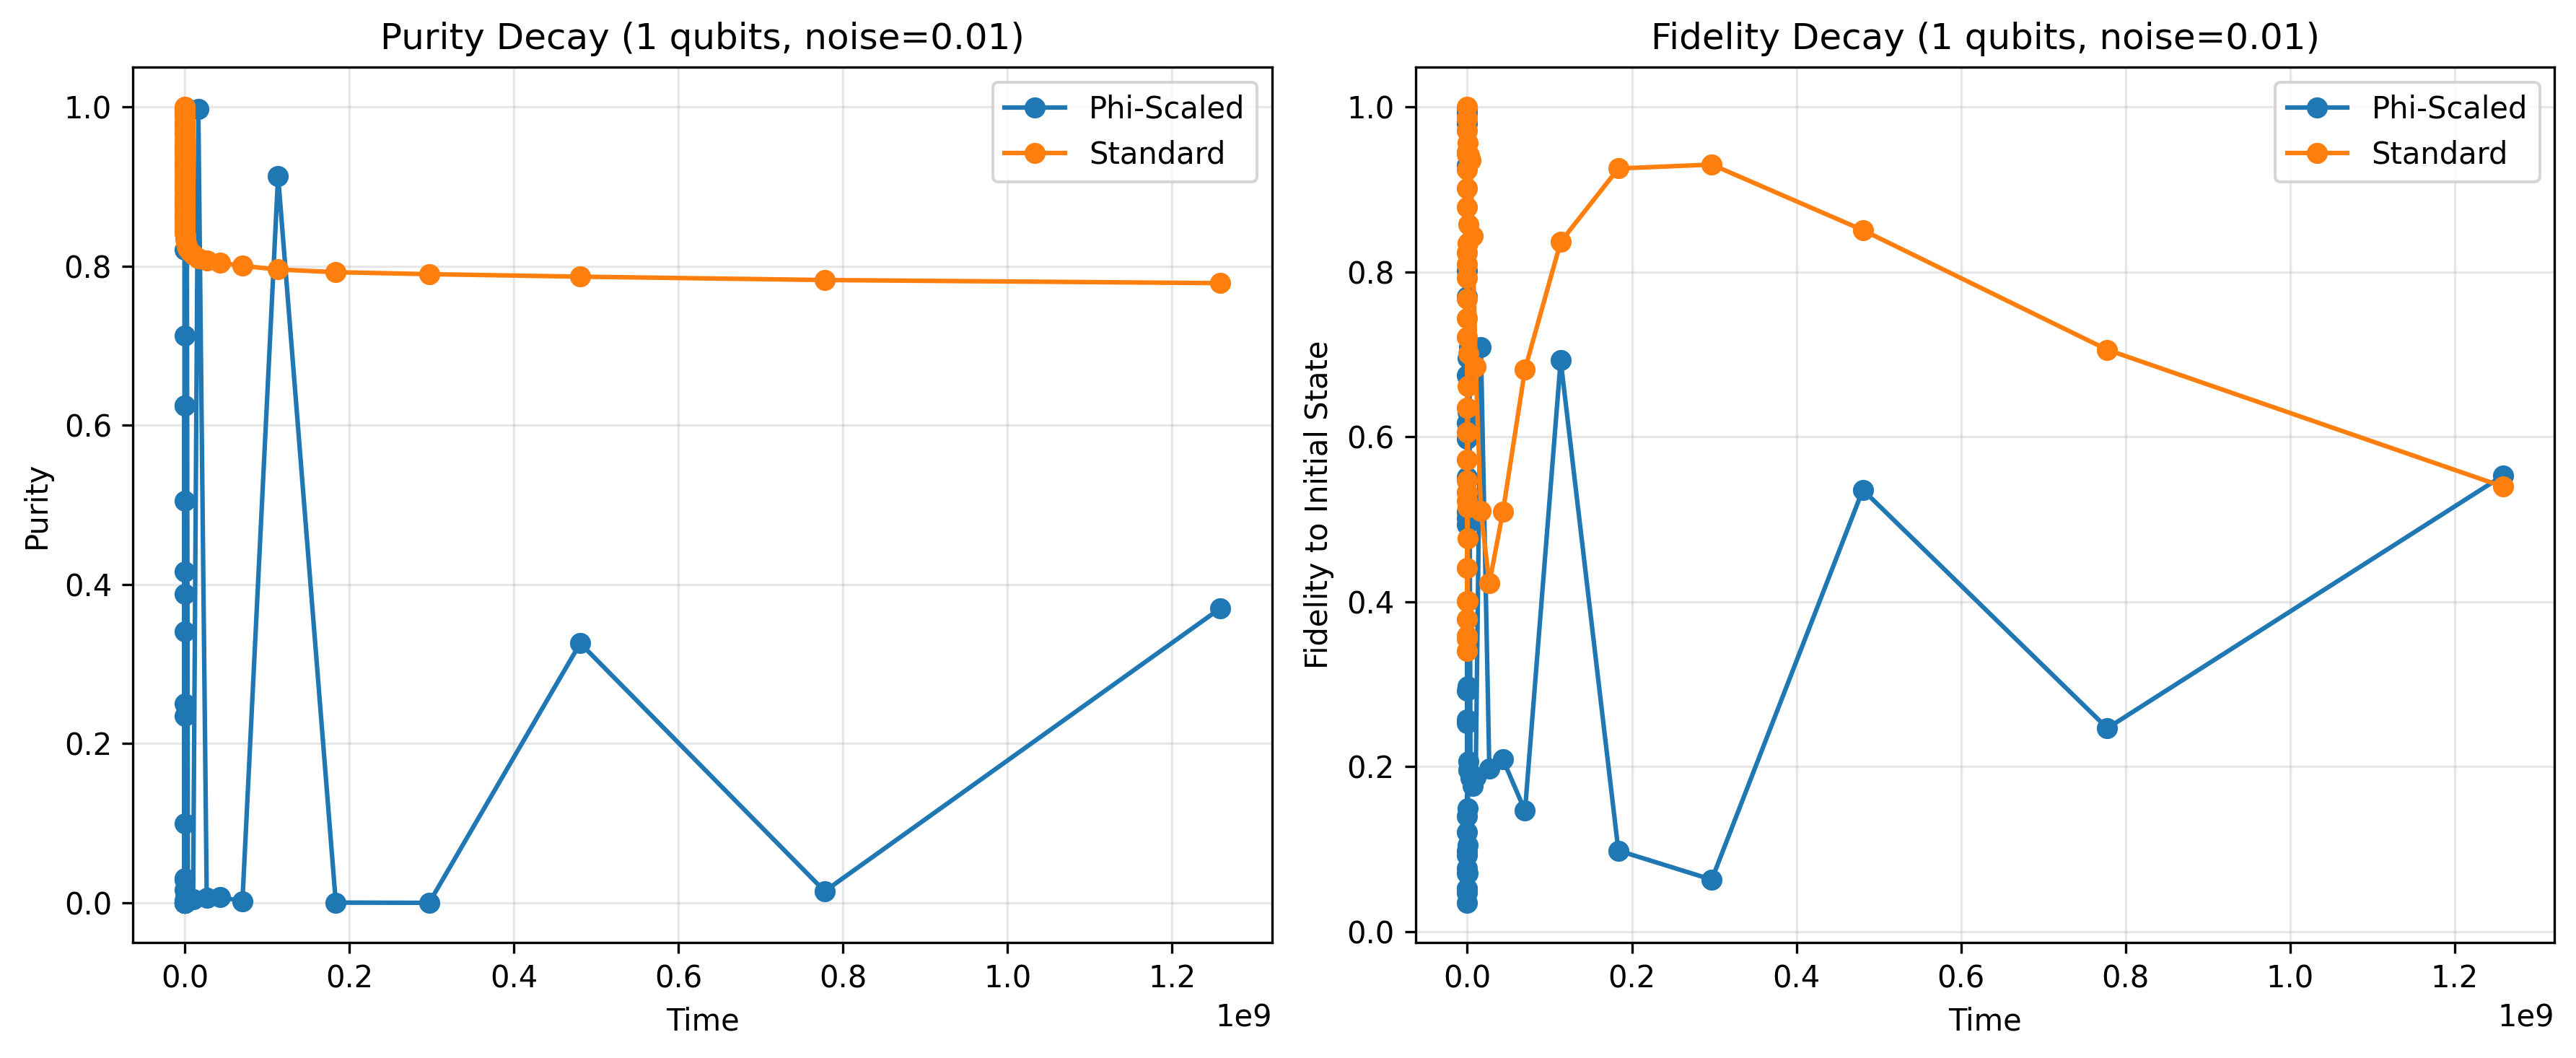 Purity Decay (1 qubits, noise=0.01)
Phi-Scaled
Standard
Purity
1.0
0.8
0.6
0.4
0.2
0.0
0.0 0.2 0.4 0.6 0.8 1.0 1.2
1e9
Time
Fidelity Decay (1 qubits, noise=0.01)
Phi-Scaled
Standard
Fidelity to Initial State
1.0
0.8
0.6
0.4
0.2
0.0
0.0 0.2 0.4 0.6 0.8 1.0 1.2
1e9
Time